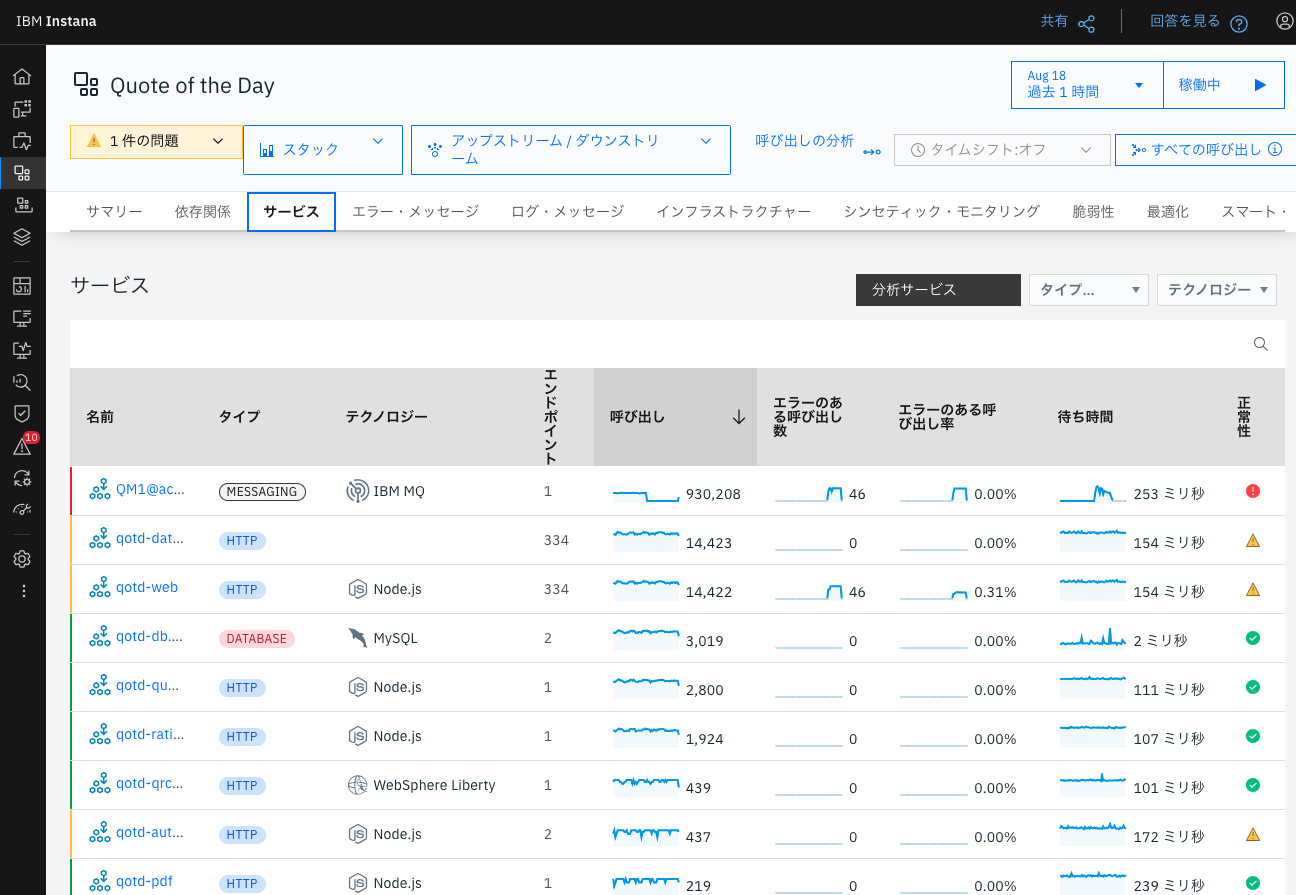 IBM Instana
共有
回答を見る
Quote of the Day
Aug 18
過去 1 時間
稼働中
1 件の問題
スタック
アップストリーム / ダウンストリ
ーム
呼び出しの分析
タイムシフト:オフ
すべての呼び出し
サマリー 依存関係 サービス エラー・メッセージ ログ・メッセージ インフラストラクチャー シンセティック・モニタリング 脆弱性 最適化 スマート・
サービス
分析サービス
タイプ...
テクノロジー
10
名前 タイプ テクノロジー エンドポイント 呼び出し
エラーのあ
る呼び出し
数
エラーのある呼
び出し率
待ち時間
正常性
QM1@ac... MESSAGING IBM MQ 1 930,208 46 0.00% 253 ミリ秒
qotd-dat... HTTP 334 14,423 0 0.00% 154 ミリ秒
qotd-web HTTP Node.js 334 14,422 46 0.31% 154 ミリ秒
qotd-db.... DATABASE MySQL 2 3,019 0 0.00% 2 ミリ秒
qotd-qu... HTTP Node.js 1 2,800 0 0.00% 111 ミリ秒
qotd-rati... HTTP Node.js 1 1,924 0 0.00% 107 ミリ秒
qotd-qrc... HTTP WebSphere Liberty 1 439 0 0.00% 101 ミリ秒
qotd-aut... HTTP Node.js 2 437 0 0.00% 172 ミリ秒
qotd-pdf HTTP Node.js 1 219 0 0.00% 239 ミリ秒